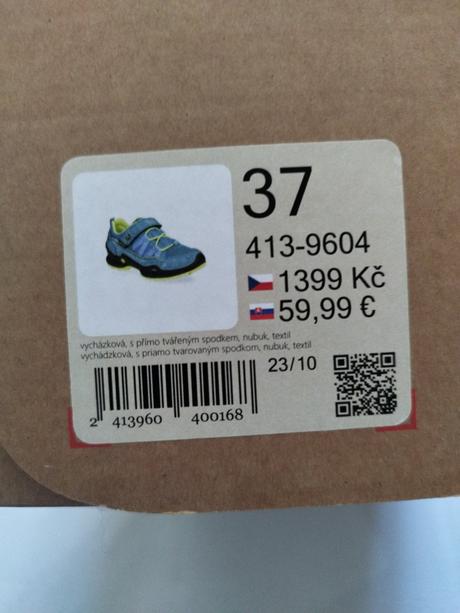 37
413-9604
1399 Kč
59,99 €
vycházková, s přímo tvářeným spodkem, nubuk, textil
vychádzková, s priamo tvarovaným spodkom, nubuk, textil
23/10
2 413960 400168